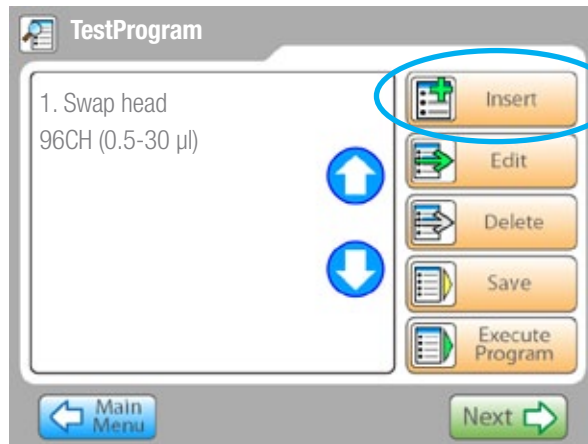 TestProgram
1. Swap head
96CH (0.5-30 µl)
Insert
Edit
Delete
Save
Execute
Program
Main
Menu
Next